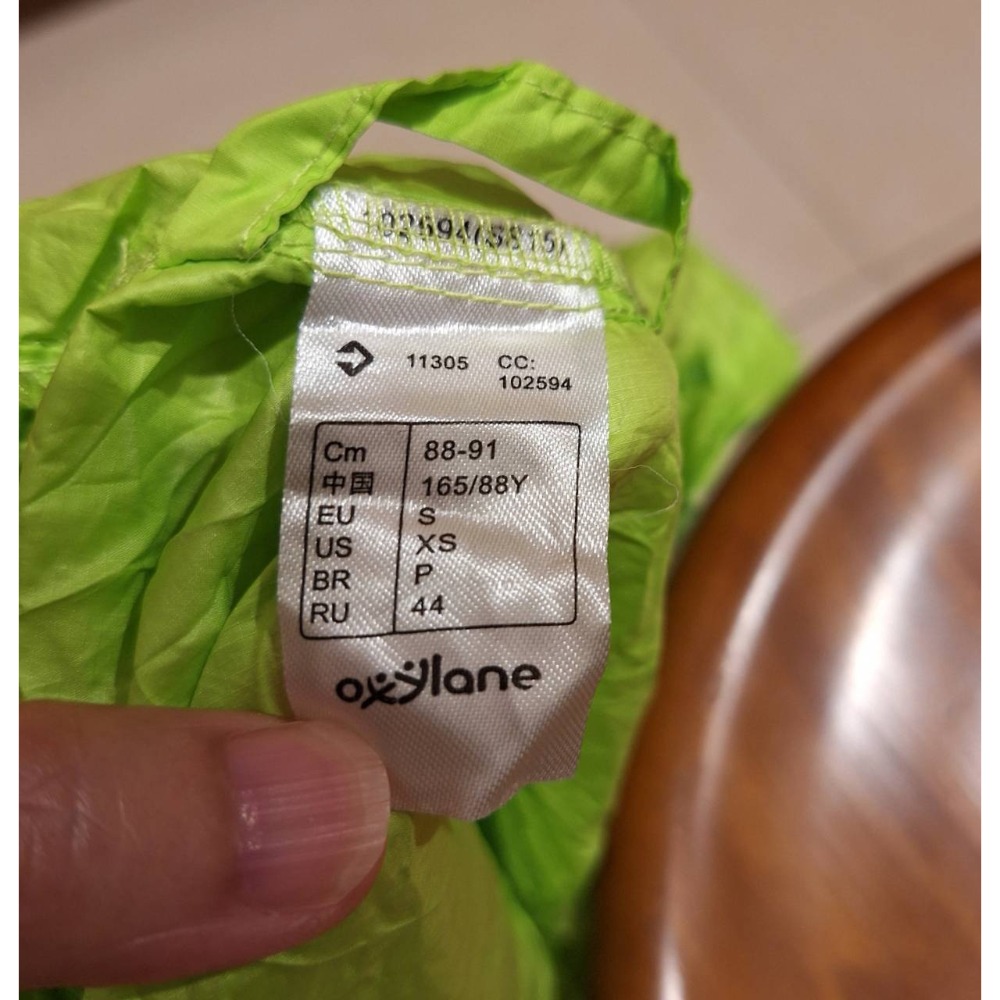 11305 CC:
102594
Cm 88-91
中国 165/88Y
EU S
US XS
BR P
RU 44
oxylane